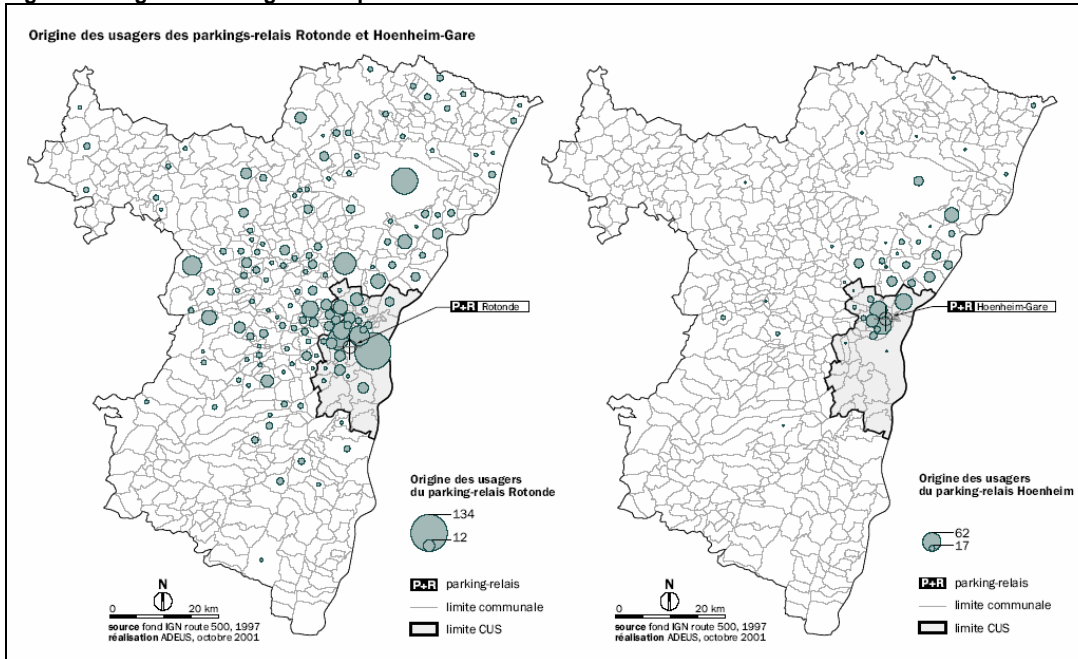 Origine des usagers des parkings-relais Rotonde et Hoenheim-Gare
P+R Rotonde
Origine des usagers
du parking-relais Rotonde
134
12
P+R parking-relais
limite communale
limite CUS
N
0 20 km
source fond IGN route 500, 1997
réalisation ADEUS, octobre 2001
P+R Hoenheim-Gare
Origine des usagers
du parking-relais Hoenheim
62
17
P+R parking-relais
limite communale
limite CUS
N
0 20 km
source fond IGN route 500, 1997
réalisation ADEUS, octobre 2001